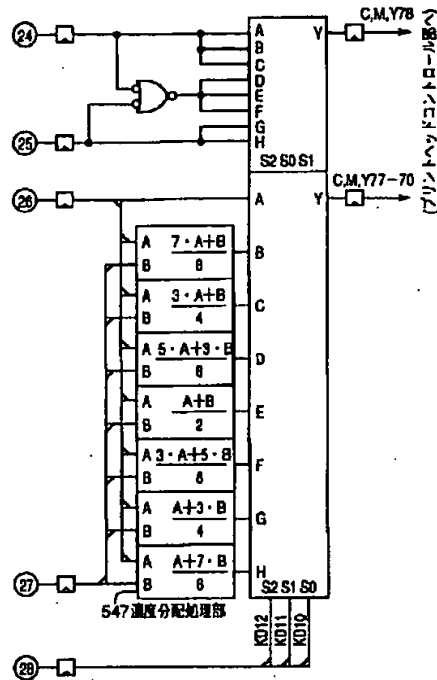 24
A
B
C
D
E
F
G
H
Y
C,M,Y78
25
S2 S0 S1
26
A
Y
C,M,Y77-70
(プリントヘッドコントロール部へ)
A
B
7・A+B
8
B
A
B
3・A+B
4
C
A
B
5・A+3・B
8
D
A
B
A+B
2
E
A
B
3・A+5・B
8
F
A
B
A+3・B
4
G
A
B
A+7・B
8
H
S2 S1 S0
27
547濃度分配処理部
KD12
KD11
KD10
28